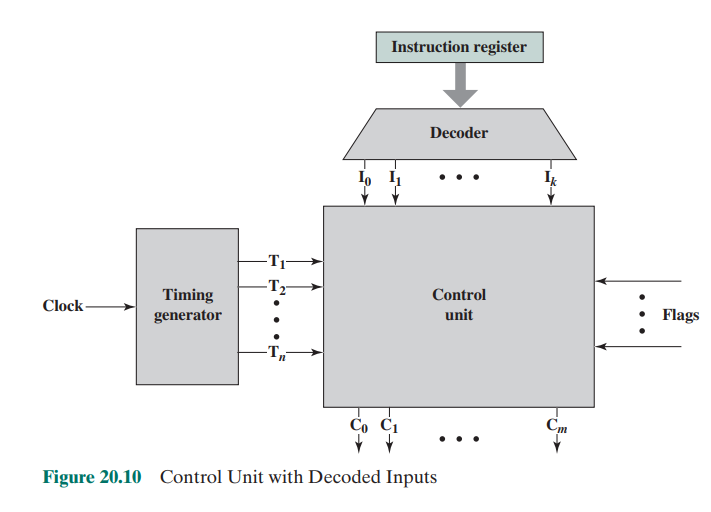 Instruction register
Decoder
I0 I1 • • • Ik
T1
T2
Tn
Clock
Timing
generator
Control
unit
Flags
C0 C1 • • • Cm
Figure 20.10 Control Unit with Decoded Inputs